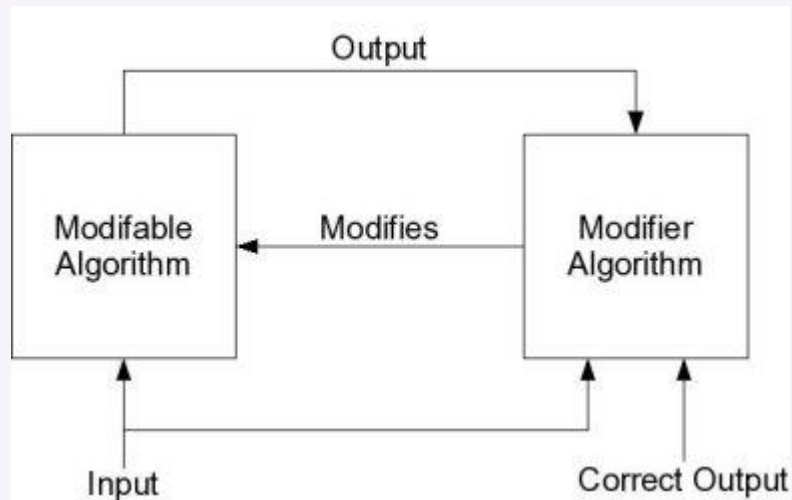 Output
Modifable
Algorithm
Modifies
Modifier
Algorithm
Input
Correct Output